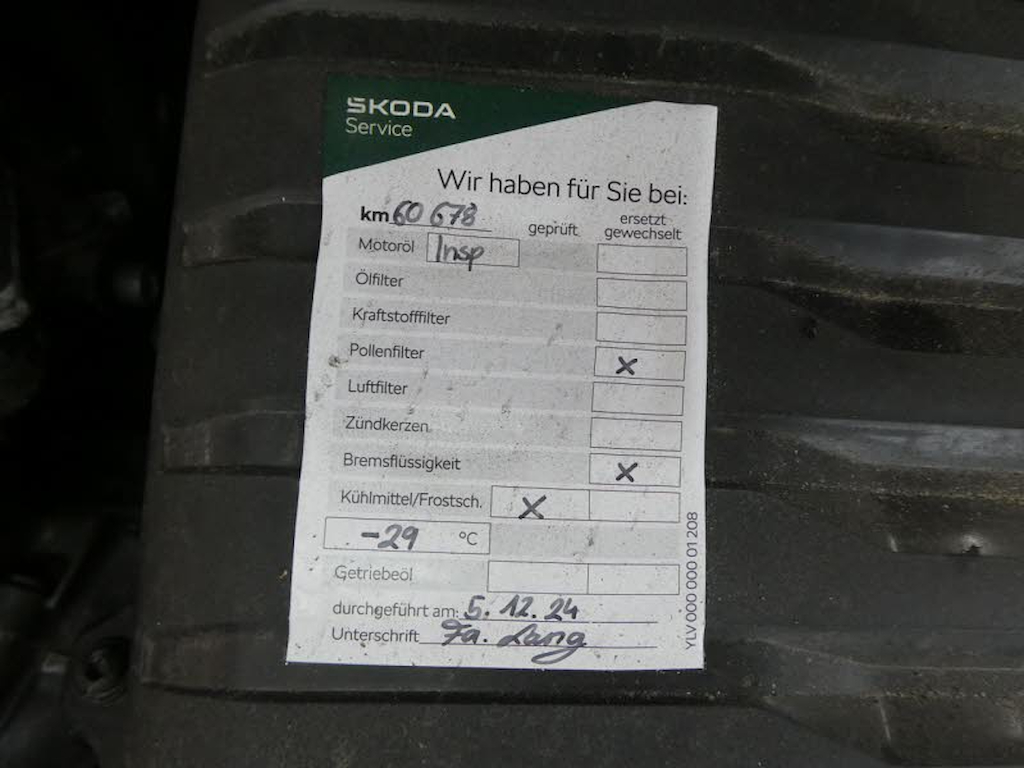 ŠKODA
Service
Wir haben für Sie bei:
km 60 678 geprüft ersetzt gewechselt
Motoröl Insp
Ölfilter
Kraftstofffilter
Pollenfilter x
Luftfilter
Zündkerzen
Bremsflüssigkeit x
Kühlmittel/Frostsch. x
-29 °C
Getriebeöl
durchgeführt am: 5. 12. 24
Unterschrift Fa. Lang
YLV 000 000 01 208